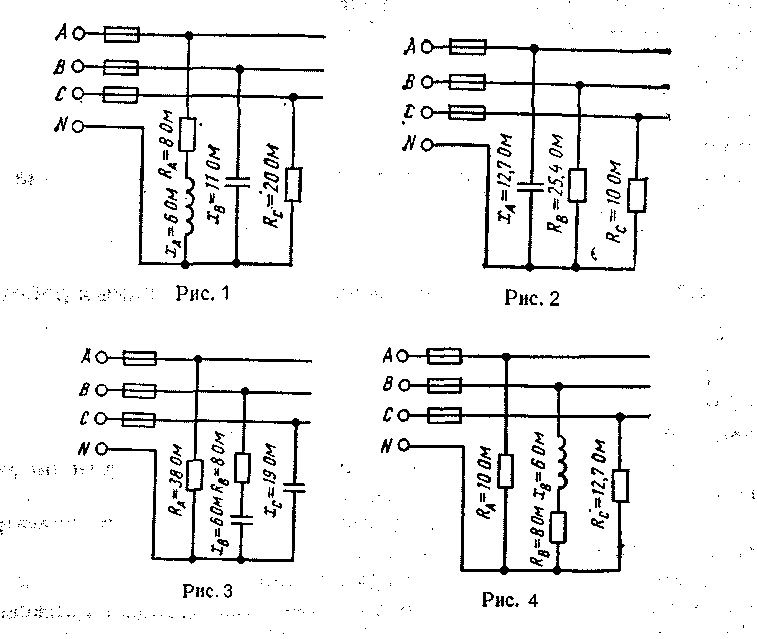 A
B
C
N
R_A=8 Ом
x_A=6 Ом
x_B=11 Ом
R_C=20 Ом
Рис. 1
A
B
C
N
x_A=12,7 Ом
R_B=25,4 Ом
R_C=10 Ом
Рис. 2
A
B
C
N
R_A=38 Ом
x_B=6 Ом R_B=8 Ом
x_C=19 Ом
Рис. 3
A
B
C
N
R_A=10 Ом
R_B=8 Ом x_B=6 Ом
R_C=12,7 Ом
Рис. 4